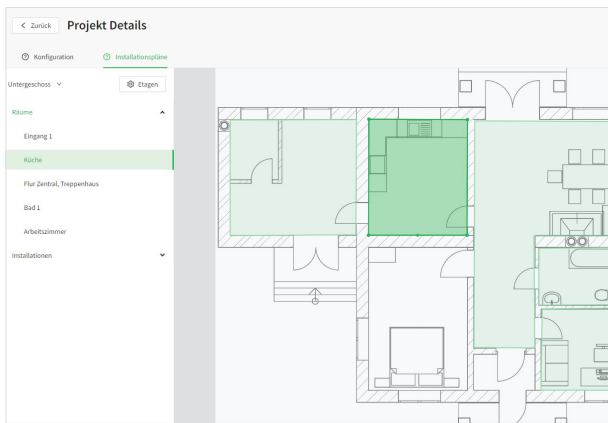 Zurück Projekt Details
Konfiguration Installationspläne
Untergeschoss Etagen
Räume
Eingang 1
Küche
Flur Zentral, Treppenhaus
Bad 1
Arbeitszimmer
Installationen